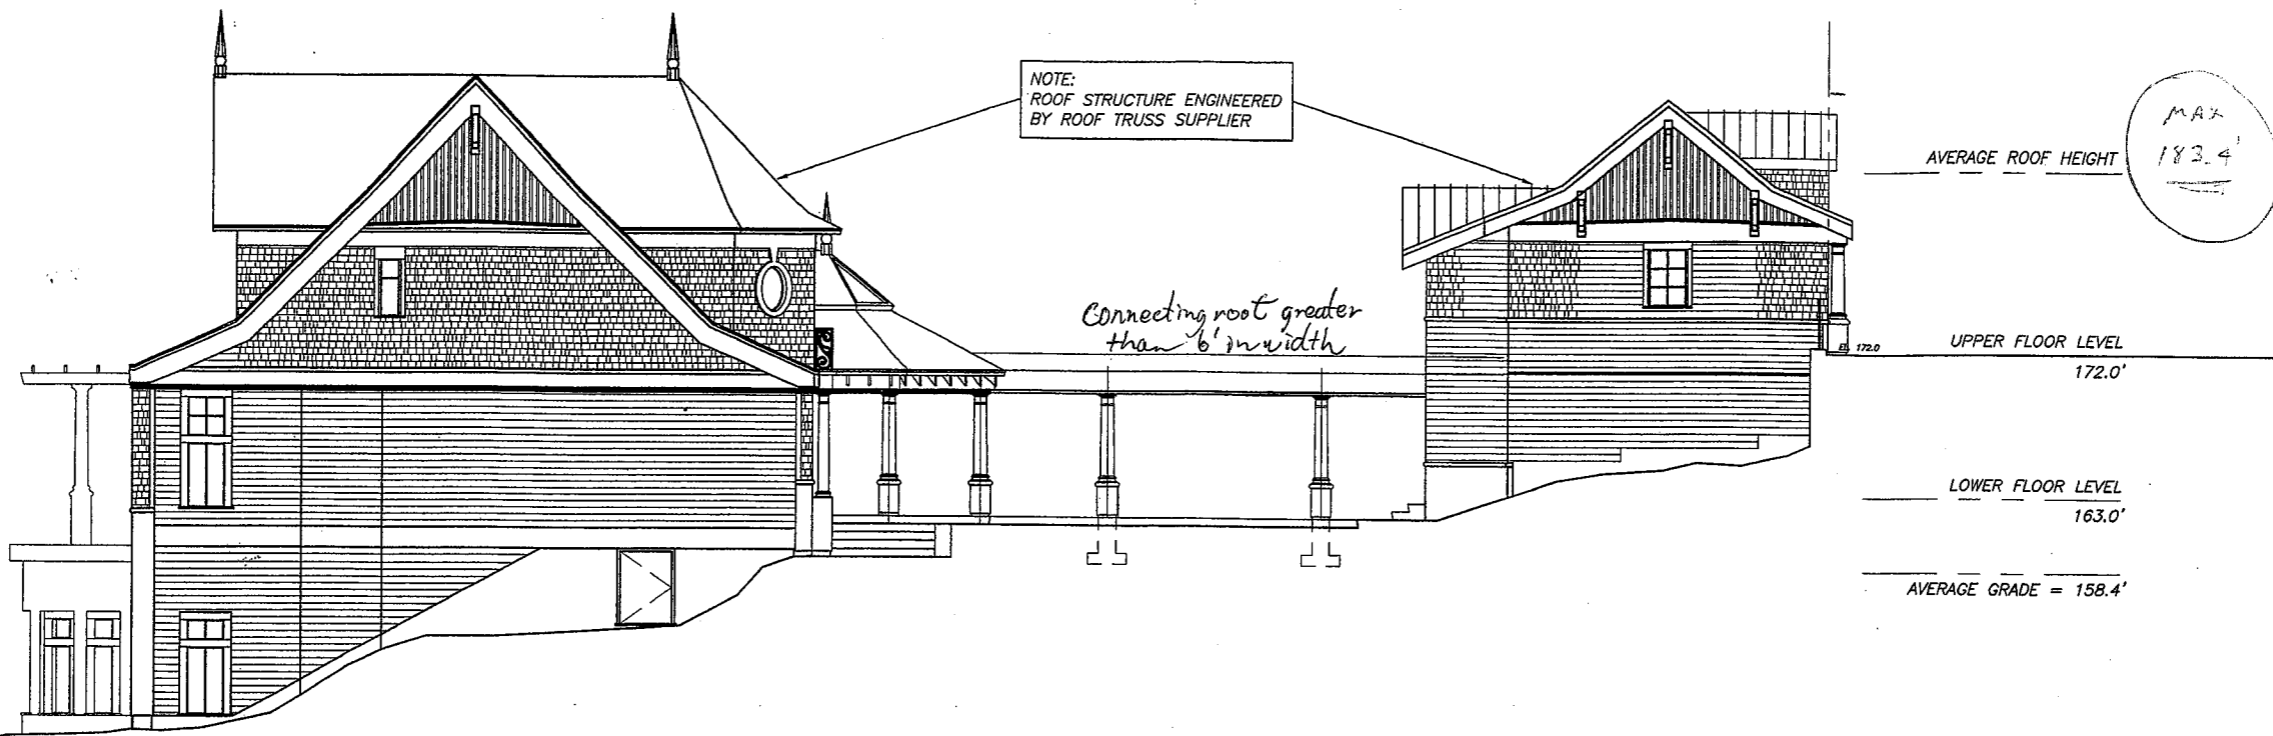 NOTE:
ROOF STRUCTURE ENGINEERED
BY ROOF TRUSS SUPPLIER
MAX
183.4'
AVERAGE ROOF HEIGHT
Connecting roof greater
than 6' in width
EL 172.0
UPPER FLOOR LEVEL
172.0'
LOWER FLOOR LEVEL
163.0'
AVERAGE GRADE = 158.4'